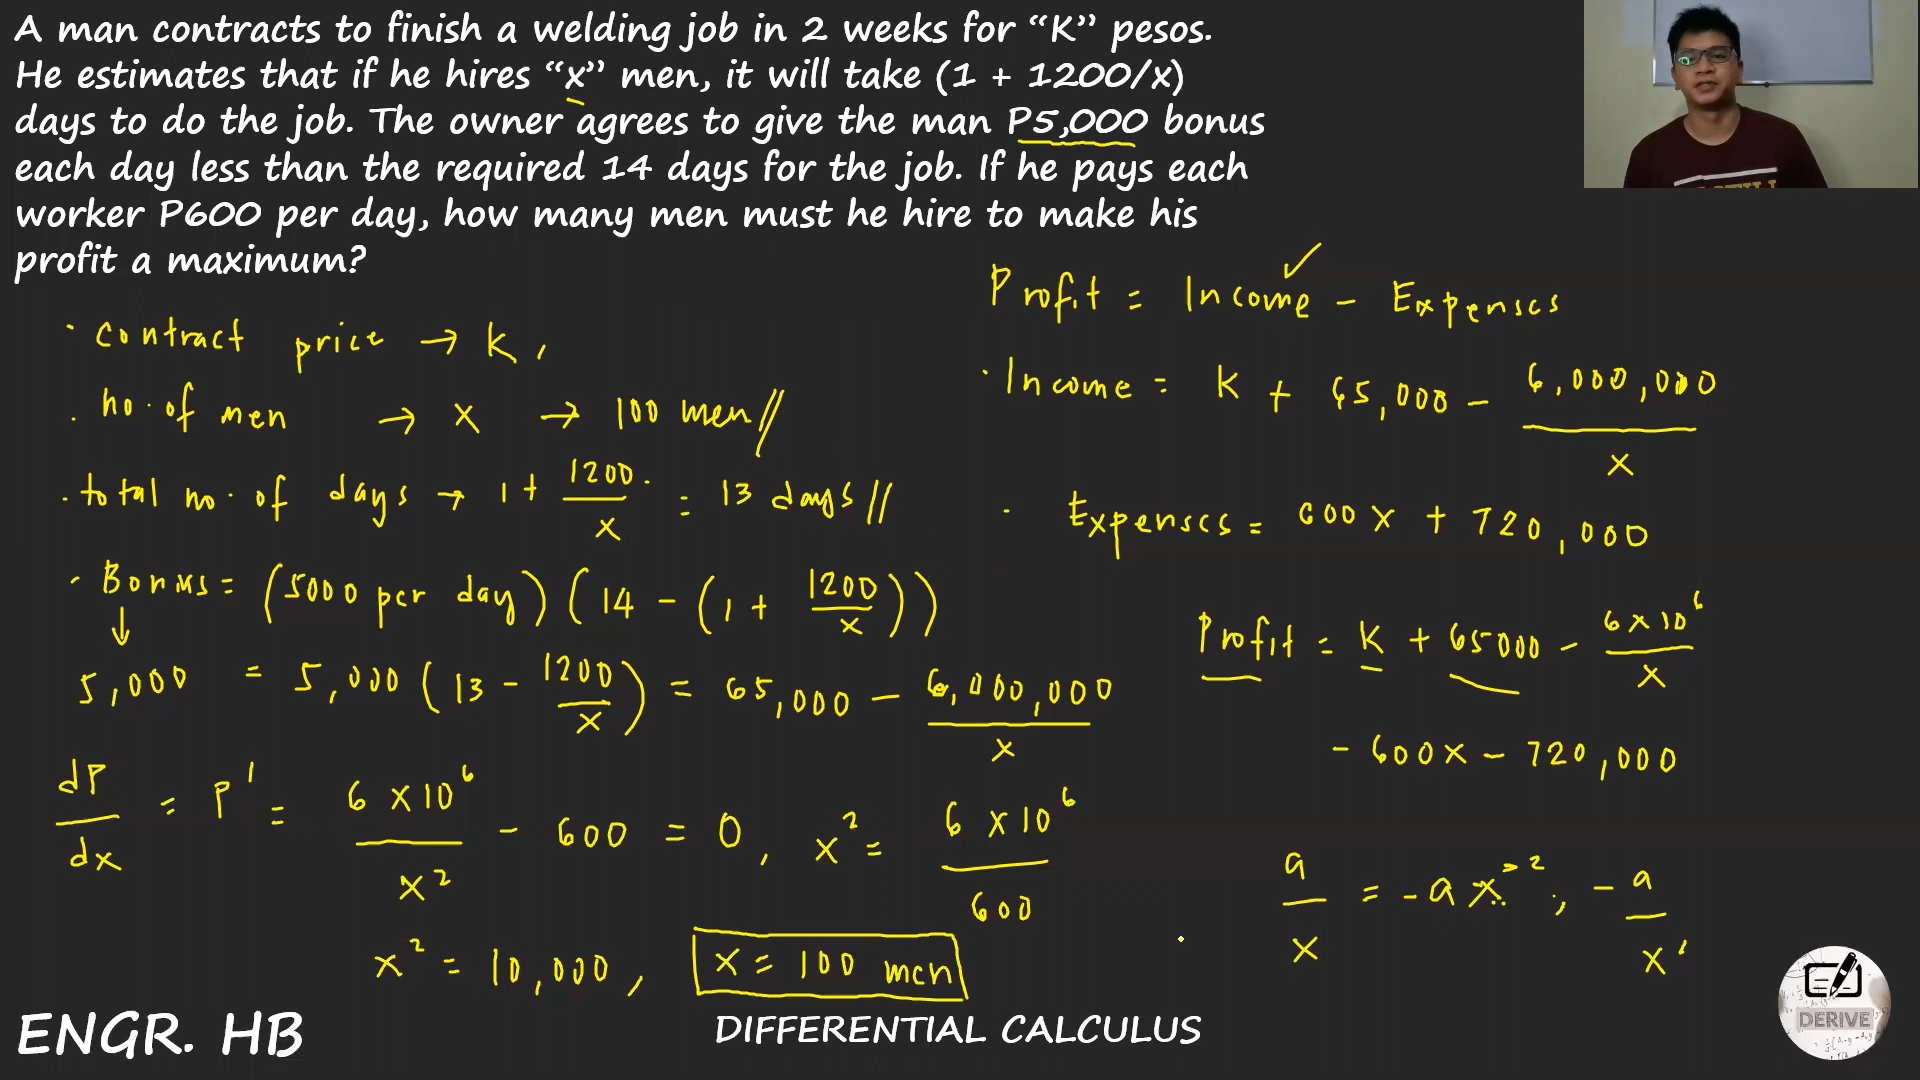 A man contracts to finish a welding job in 2 weeks for “K” pesos.
He estimates that if he hires “x” men, it will take (1 + 1200/x)
days to do the job. The owner agrees to give the man P5,000 bonus
each day less than the required 14 days for the job. If he pays each
worker P600 per day, how many men must he hire to make his
profit a maximum?
· contract price → K,
· no. of men → x → 100 men //
· total no. of days → 1 + 1200/x = 13 days //
· Bonus = (5000 per day) (14 - (1 + 1200/x))
↓
5,000 = 5,000 (13 - 1200/x) = 65,000 - 6,000,000/x
dP/dx = P' = 6 x 10^6/x^2 - 600 = 0, x^2 = 6 x 10^6/600
x^2 = 10,000, x = 100 men
Profit = Income - Expenses ✓
· Income = K + 65,000 - 6,000,000/x
· Expenses = 600x + 720,000
Profit = K + 65000 - 6x10^6/x
- 600x - 720,000
a/x = -ax^-2, -a/x
ENGR. HB
DIFFERENTIAL CALCULUS
DERIVE